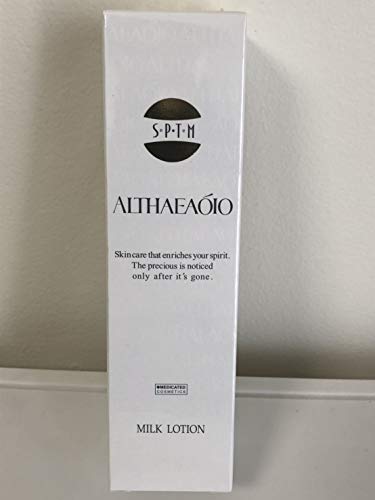 S·P·T·M
ALTHAEAÓIO
Skin care that enriches your spirit.
The precious is noticed
only after it's gone.
MEDICATED
COSMETICS
MILK LOTION